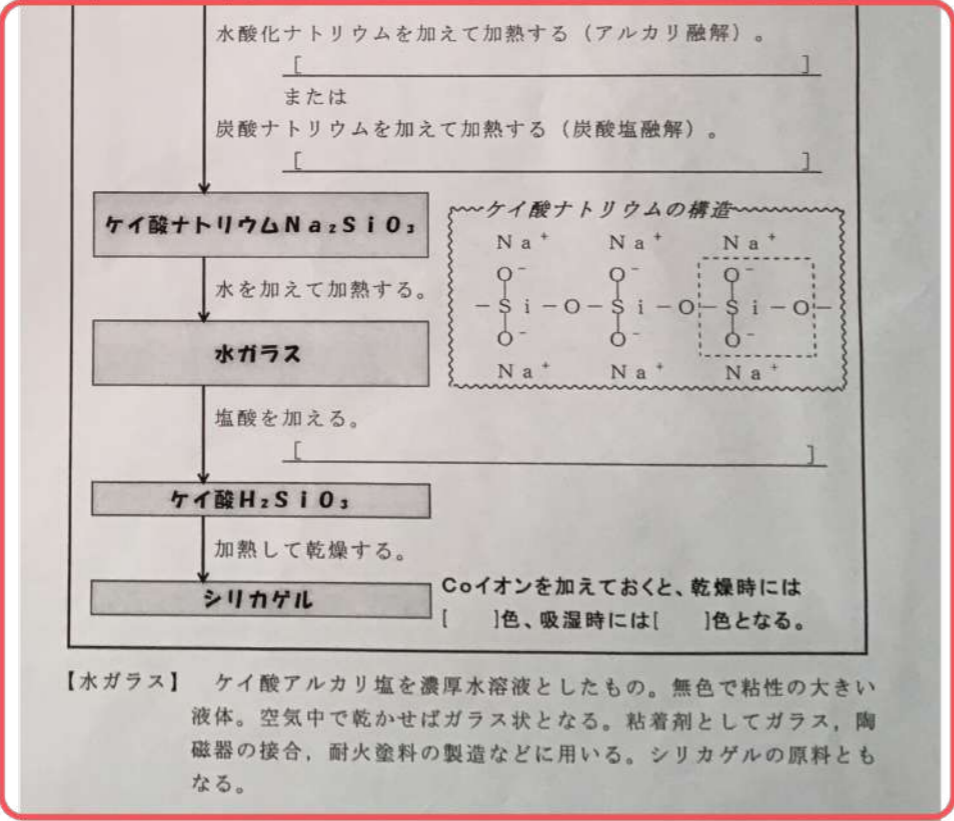 水酸化ナトリウムを加えて加熱する（アルカリ融解）。
[ ]
または
炭酸ナトリウムを加えて加熱する（炭酸塩融解）。
[ ]
ケイ酸ナトリウムNa₂SiO₃
ケイ酸ナトリウムの構造
Na⁺ Na⁺ Na⁺
O⁻ O⁻ O⁻
－Si－O－Si－O－Si－O－
O⁻ O⁻ O⁻
Na⁺ Na⁺ Na⁺
水を加えて加熱する。
水ガラス
塩酸を加える。
[ ]
ケイ酸H₂SiO₃
加熱して乾燥する。
シリカゲル
Coイオンを加えておくと、乾燥時には
[ ]色、吸湿時には[ ]色となる。
【水ガラス】 ケイ酸アルカリ塩を濃厚水溶液としたもの。無色で粘性の大きい
液体。空気中で乾かせばガラス状となる。粘着剤としてガラス，陶
磁器の接合，耐火塗料の製造などに用いる。シリカゲルの原料とも
なる。